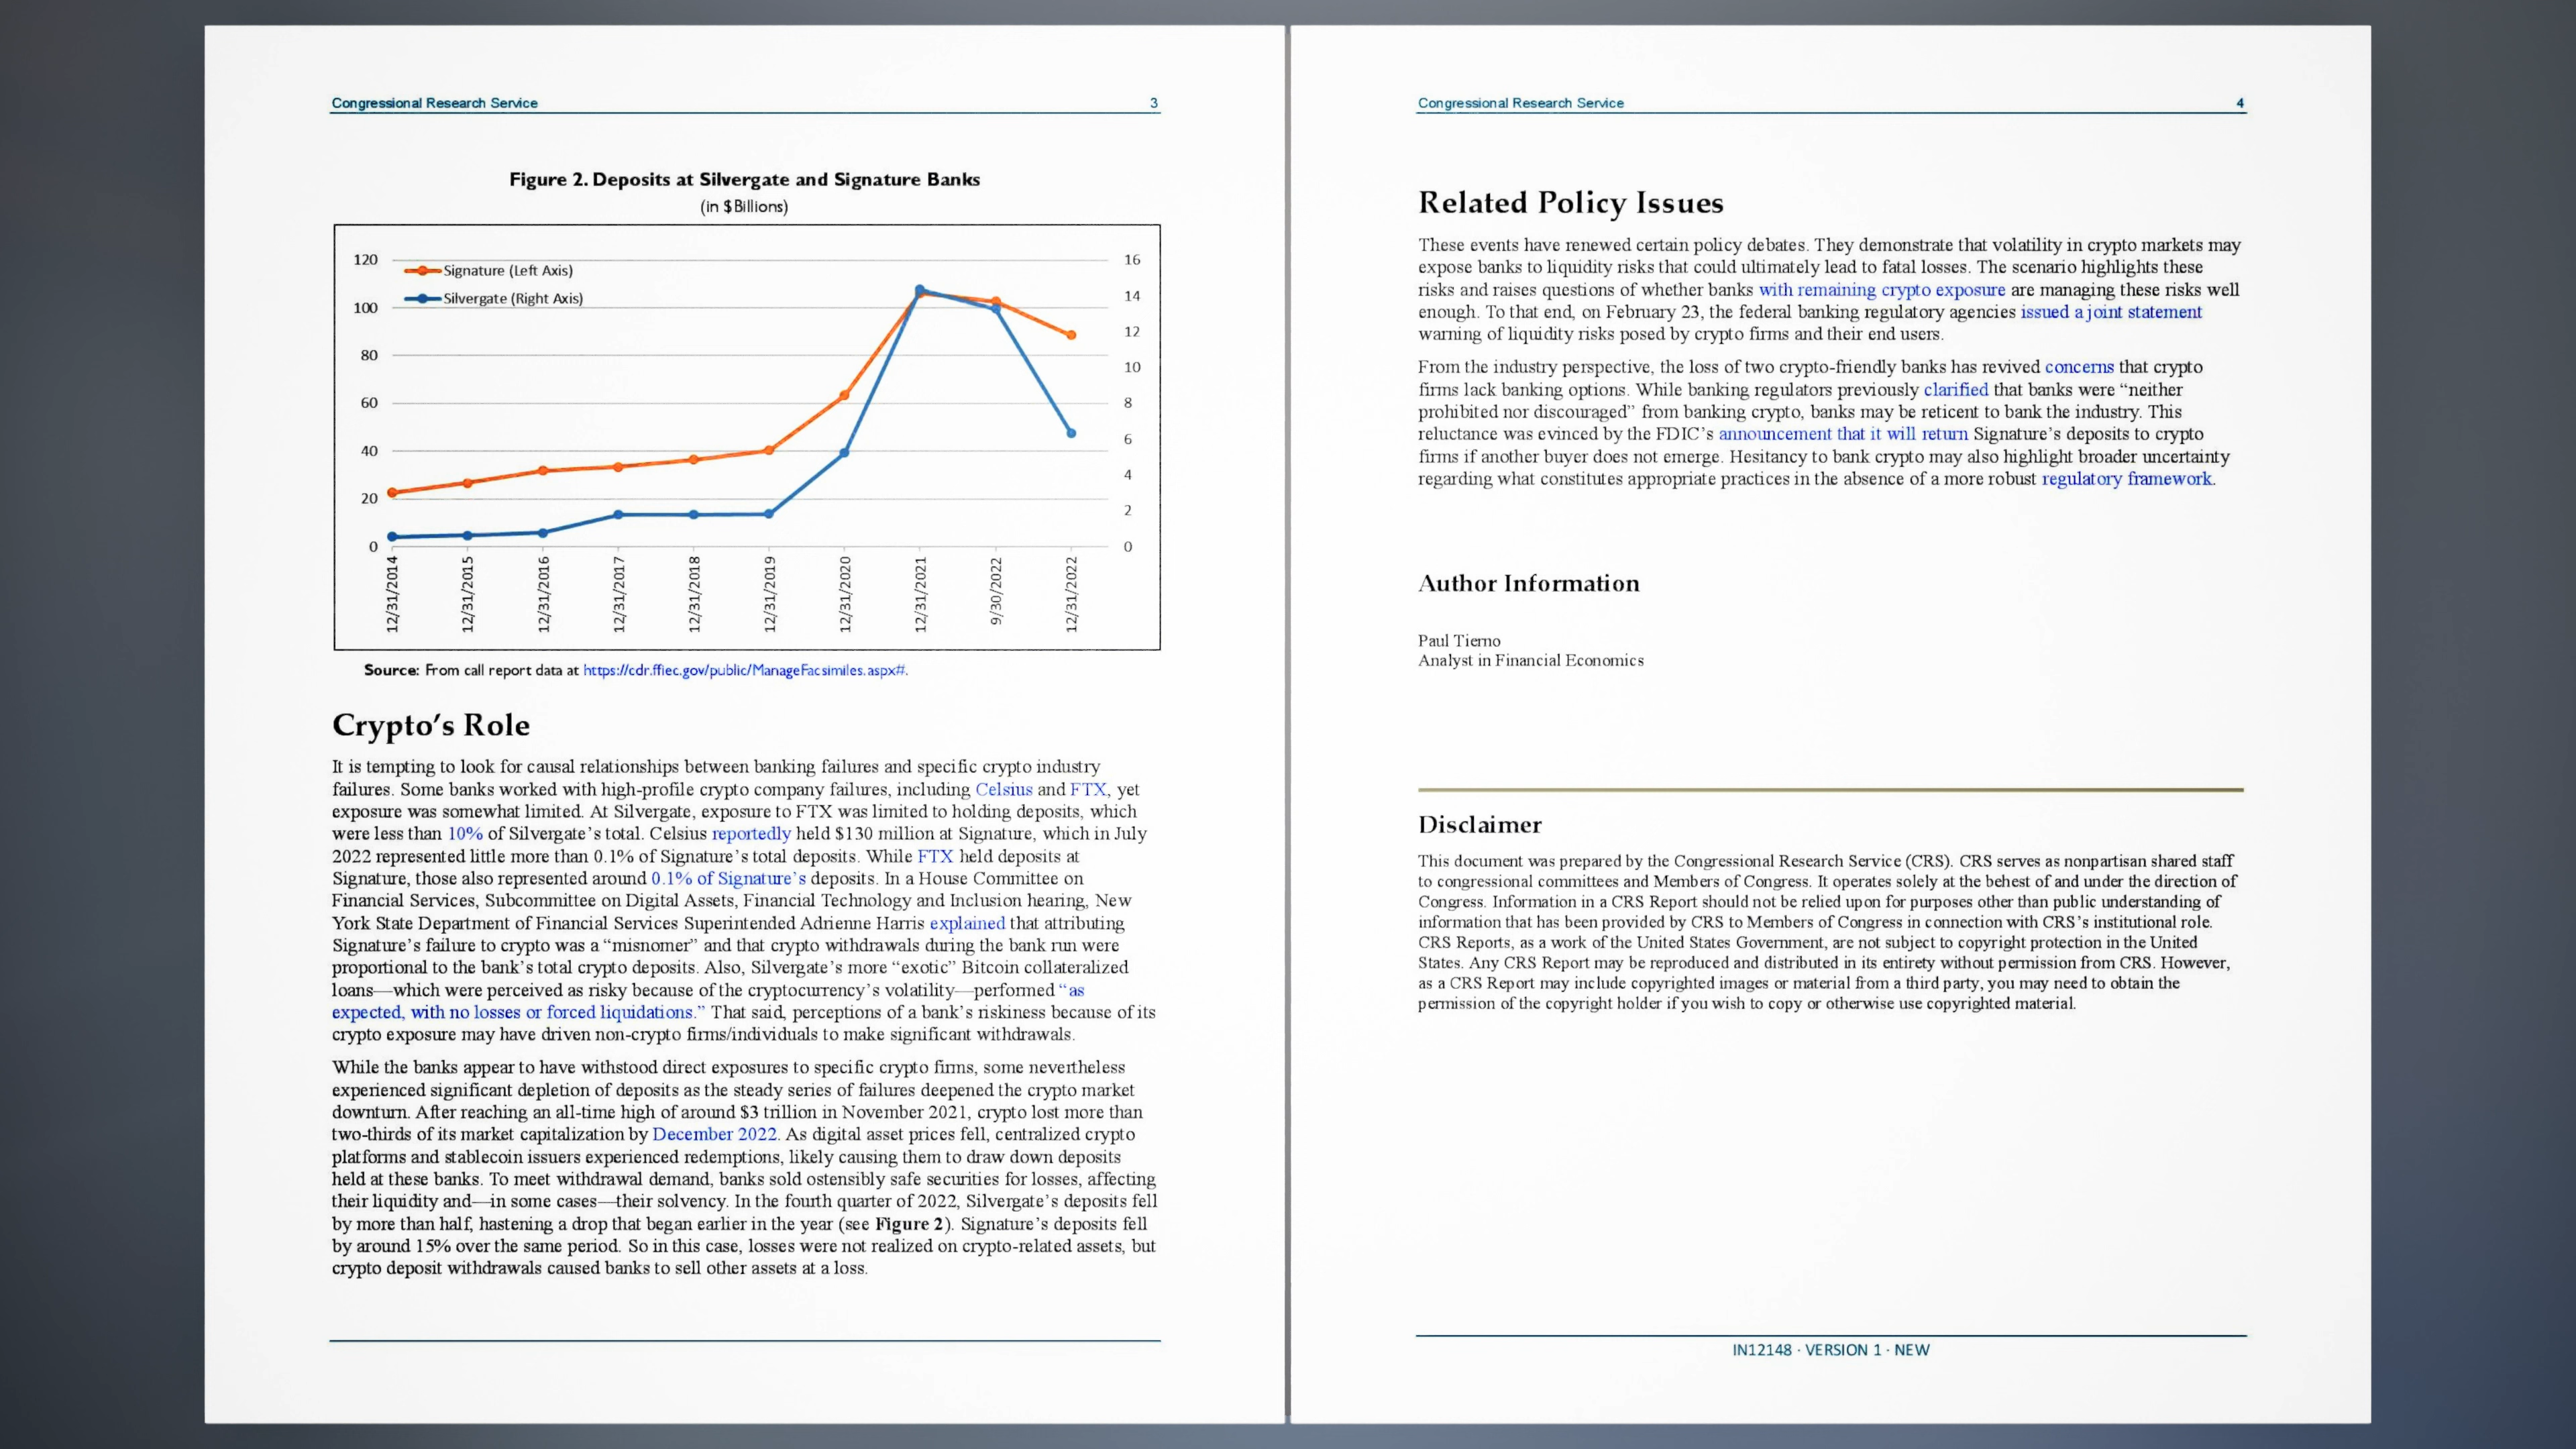 Congressional Research Service 3
Figure 2. Deposits at Silvergate and Signature Banks
(in $ Billions)
Signature (Left Axis)
Silvergate (Right Axis)
120
100
80
60
40
20
0
16
14
12
10
8
6
4
2
0
12/31/2014
12/31/2015
12/31/2016
12/31/2017
12/31/2018
12/31/2019
12/31/2020
12/31/2021
9/30/2022
12/31/2022
Source: From call report data at https://cdr.ffiec.gov/public/ManageFacsimiles.aspx#.
Crypto’s Role
It is tempting to look for causal relationships between banking failures and specific crypto industry
failures. Some banks worked with high-profile crypto company failures, including Celsius and FTX, yet
exposure was somewhat limited. At Silvergate, exposure to FTX was limited to holding deposits, which
were less than 10% of Silvergate’s total. Celsius reportedly held $130 million at Signature, which in July
2022 represented little more than 0.1% of Signature’s total deposits. While FTX held deposits at
Signature, those also represented around 0.1% of Signature’s deposits. In a House Committee on
Financial Services, Subcommittee on Digital Assets, Financial Technology and Inclusion hearing, New
York State Department of Financial Services Superintended Adrienne Harris explained that attributing
Signature’s failure to crypto was a “misnomer” and that crypto withdrawals during the bank run were
proportional to the bank’s total crypto deposits. Also, Silvergate’s more “exotic” Bitcoin collateralized
loans—which were perceived as risky because of the cryptocurrency’s volatility—performed “as
expected, with no losses or forced liquidations.” That said, perceptions of a bank’s riskiness because of its
crypto exposure may have driven non-crypto firms/individuals to make significant withdrawals.
While the banks appear to have withstood direct exposures to specific crypto firms, some nevertheless
experienced significant depletion of deposits as the steady series of failures deepened the crypto market
downturn. After reaching an all-time high of around $3 trillion in November 2021, crypto lost more than
two-thirds of its market capitalization by December 2022. As digital asset prices fell, centralized crypto
platforms and stablecoin issuers experienced redemptions, likely causing them to draw down deposits
held at these banks. To meet withdrawal demand, banks sold ostensibly safe securities for losses, affecting
their liquidity and—in some cases—their solvency. In the fourth quarter of 2022, Silvergate’s deposits fell
by more than half, hastening a drop that began earlier in the year (see Figure 2). Signature’s deposits fell
by around 15% over the same period. So in this case, losses were not realized on crypto-related assets, but
crypto deposit withdrawals caused banks to sell other assets at a loss.
Congressional Research Service 4
Related Policy Issues
These events have renewed certain policy debates. They demonstrate that volatility in crypto markets may
expose banks to liquidity risks that could ultimately lead to fatal losses. The scenario highlights these
risks and raises questions of whether banks with remaining crypto exposure are managing these risks well
enough. To that end, on February 23, the federal banking regulatory agencies issued a joint statement
warning of liquidity risks posed by crypto firms and their end users.
From the industry perspective, the loss of two crypto-friendly banks has revived concerns that crypto
firms lack banking options. While banking regulators previously clarified that banks were “neither
prohibited nor discouraged” from banking crypto, banks may be reticent to bank the industry. This
reluctance was evinced by the FDIC’s announcement that it will return Signature’s deposits to crypto
firms if another buyer does not emerge. Hesitancy to bank crypto may also highlight broader uncertainty
regarding what constitutes appropriate practices in the absence of a more robust regulatory framework.
Author Information
Paul Tierno
Analyst in Financial Economics
Disclaimer
This document was prepared by the Congressional Research Service (CRS). CRS serves as nonpartisan shared staff
to congressional committees and Members of Congress. It operates solely at the behest of and under the direction of
Congress. Information in a CRS Report should not be relied upon for purposes other than public understanding of
information that has been provided by CRS to Members of Congress in connection with CRS’s institutional role.
CRS Reports, as a work of the United States Government, are not subject to copyright protection in the United
States. Any CRS Report may be reproduced and distributed in its entirety without permission from CRS. However,
as a CRS Report may include copyrighted images or material from a third party, you may need to obtain the
permission of the copyright holder if you wish to copy or otherwise use copyrighted material.
IN12148 · VERSION 1 · NEW